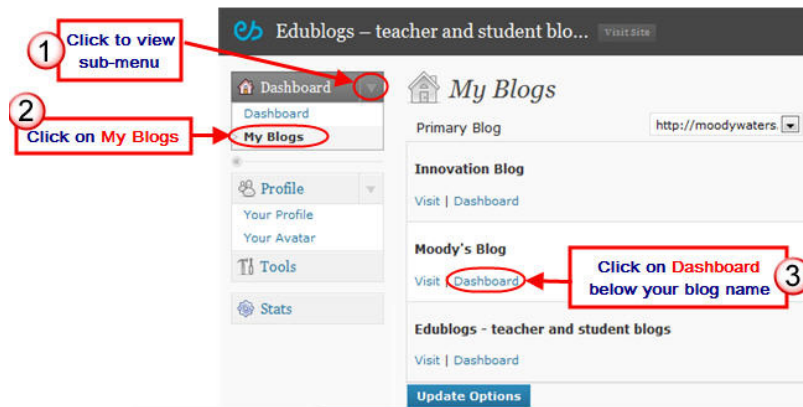 Edublogs – teacher and student blo... Visit Site
1 Click to view
sub-menu
Dashboard
Dashboard
My Blogs
2
Click on My Blogs
Profile
Your Profile
Your Avatar
Tools
Stats
My Blogs
Primary Blog http://moodywaters.
Innovation Blog
Visit | Dashboard
Moody's Blog
Visit | Dashboard
Click on Dashboard
below your blog name 3
Edublogs - teacher and student blogs
Visit | Dashboard
Update Options